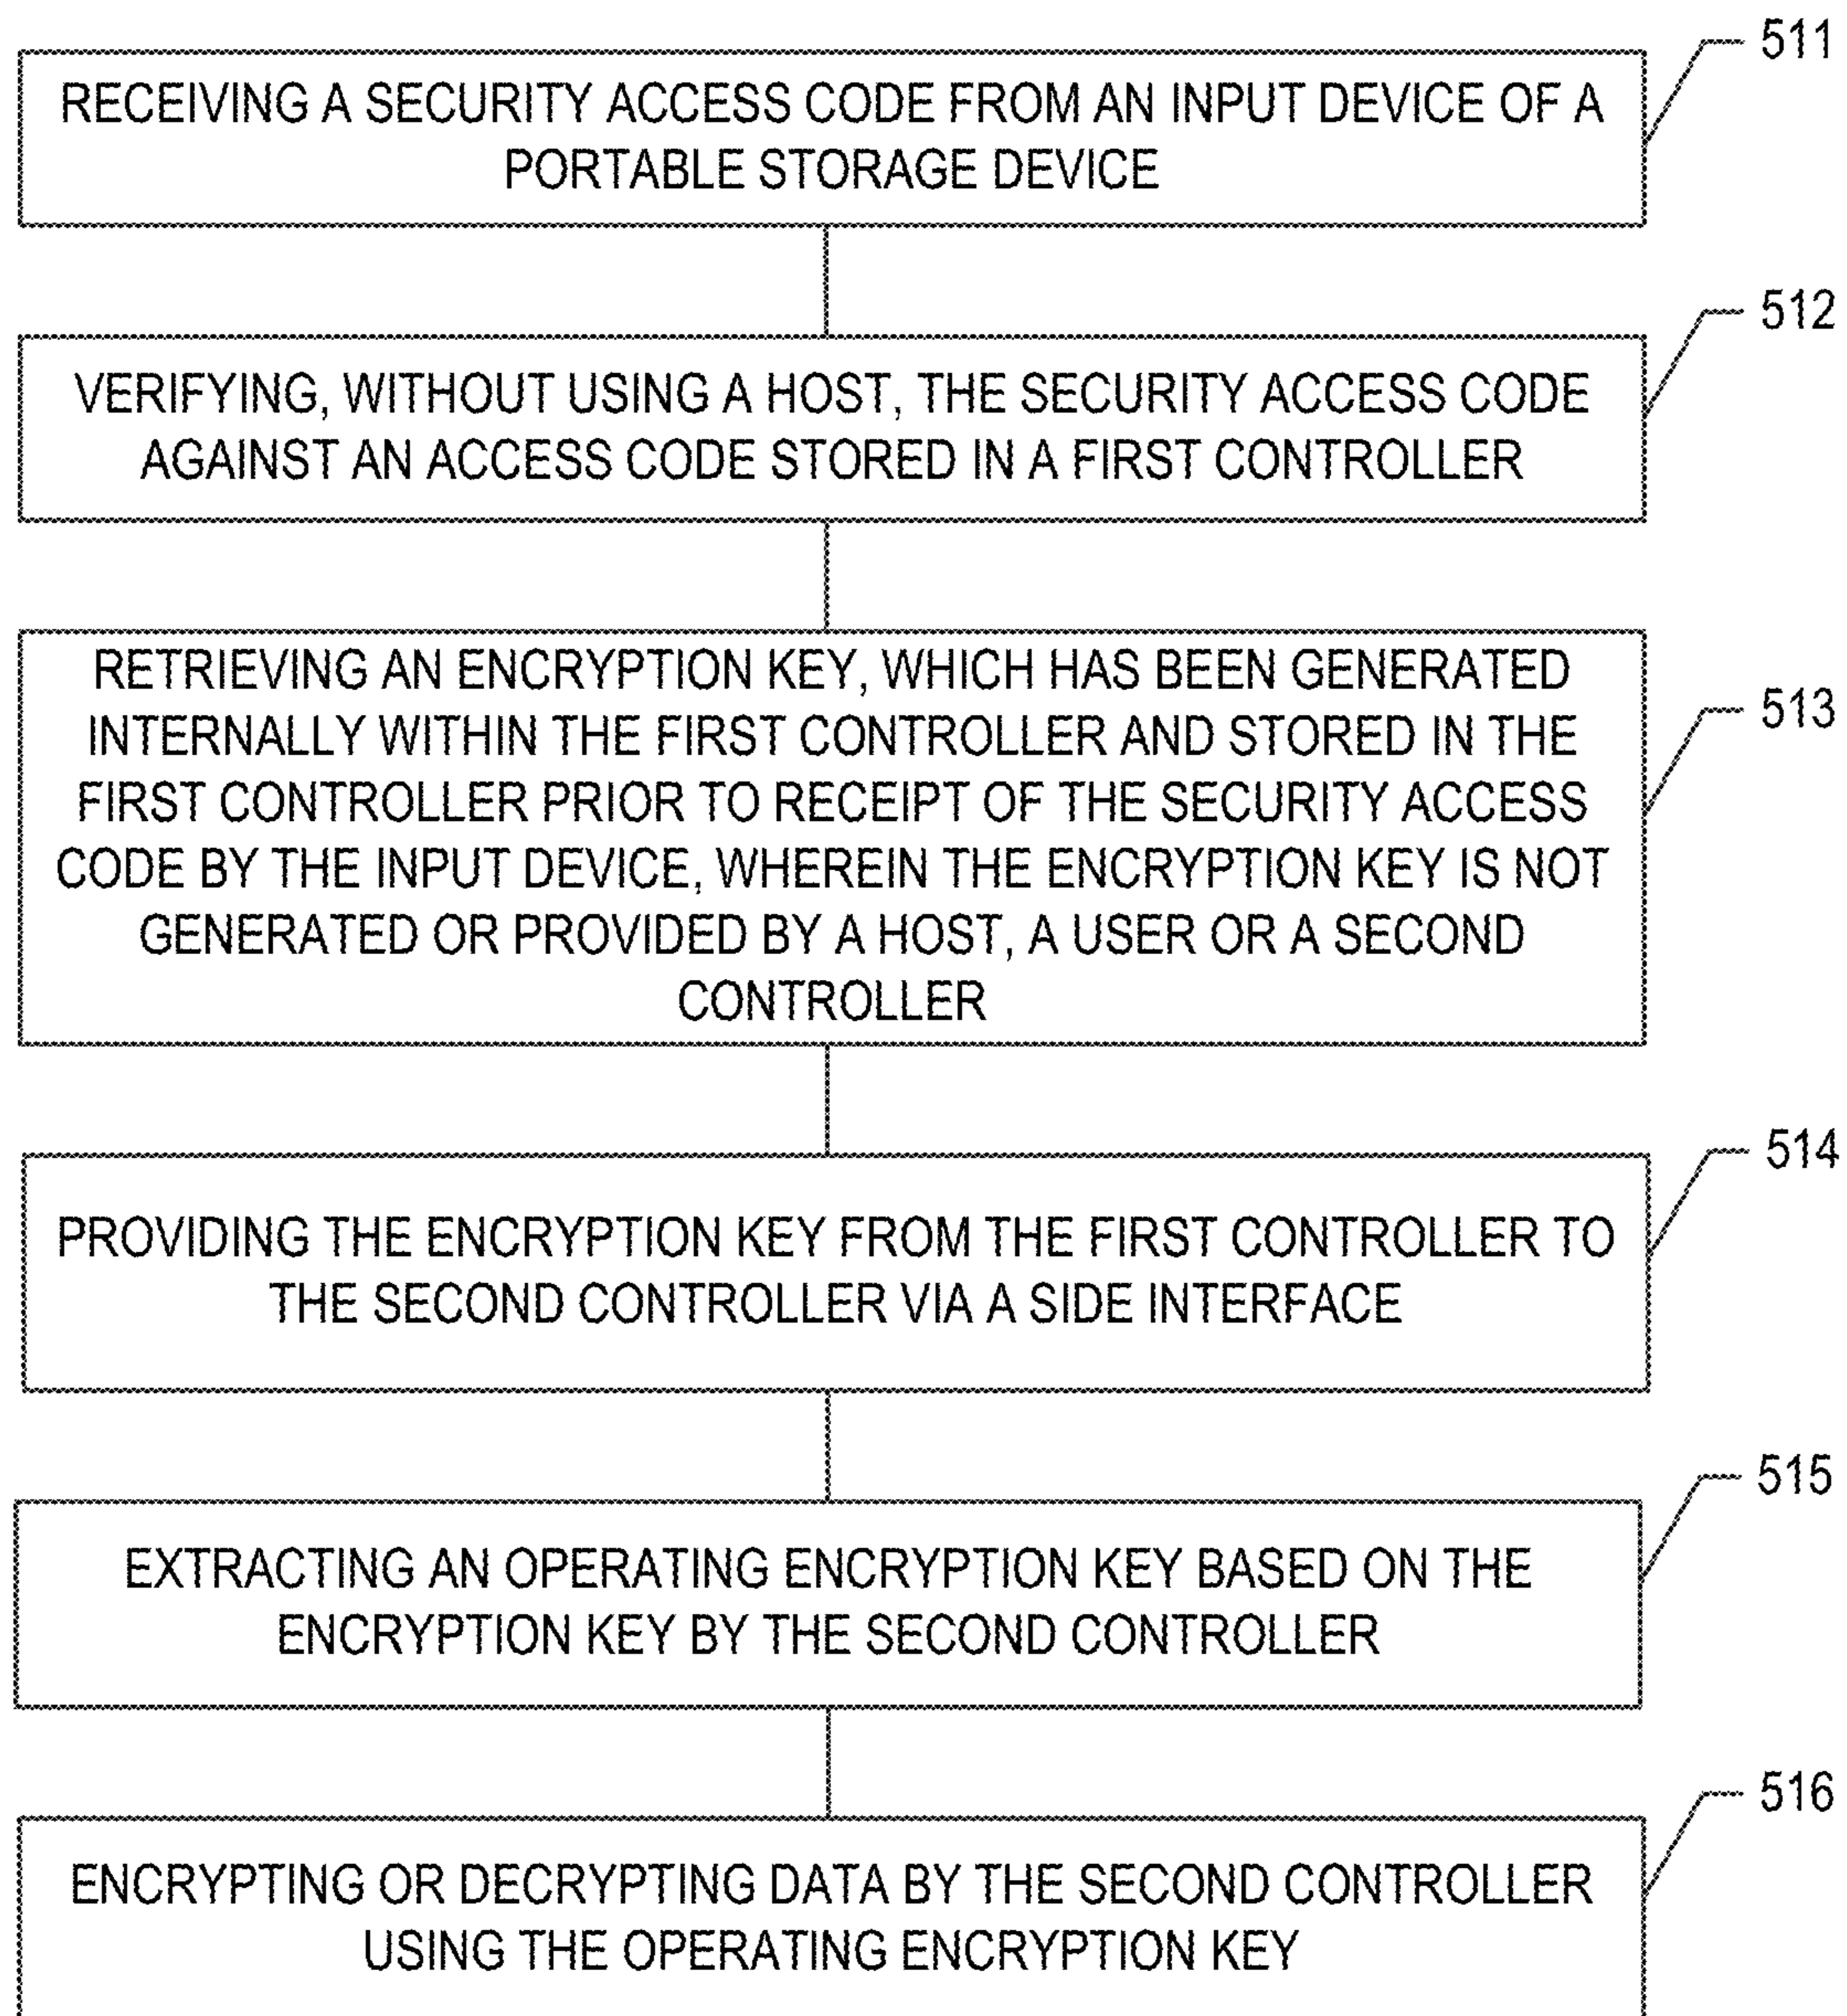 511
RECEIVING A SECURITY ACCESS CODE FROM AN INPUT DEVICE OF A
PORTABLE STORAGE DEVICE
512
VERIFYING, WITHOUT USING A HOST, THE SECURITY ACCESS CODE
AGAINST AN ACCESS CODE STORED IN A FIRST CONTROLLER
513
RETRIEVING AN ENCRYPTION KEY, WHICH HAS BEEN GENERATED
INTERNALLY WITHIN THE FIRST CONTROLLER AND STORED IN THE
FIRST CONTROLLER PRIOR TO RECEIPT OF THE SECURITY ACCESS
CODE BY THE INPUT DEVICE, WHEREIN THE ENCRYPTION KEY IS NOT
GENERATED OR PROVIDED BY A HOST, A USER OR A SECOND
CONTROLLER
514
PROVIDING THE ENCRYPTION KEY FROM THE FIRST CONTROLLER TO
THE SECOND CONTROLLER VIA A SIDE INTERFACE
515
EXTRACTING AN OPERATING ENCRYPTION KEY BASED ON THE
ENCRYPTION KEY BY THE SECOND CONTROLLER
516
ENCRYPTING OR DECRYPTING DATA BY THE SECOND CONTROLLER
USING THE OPERATING ENCRYPTION KEY